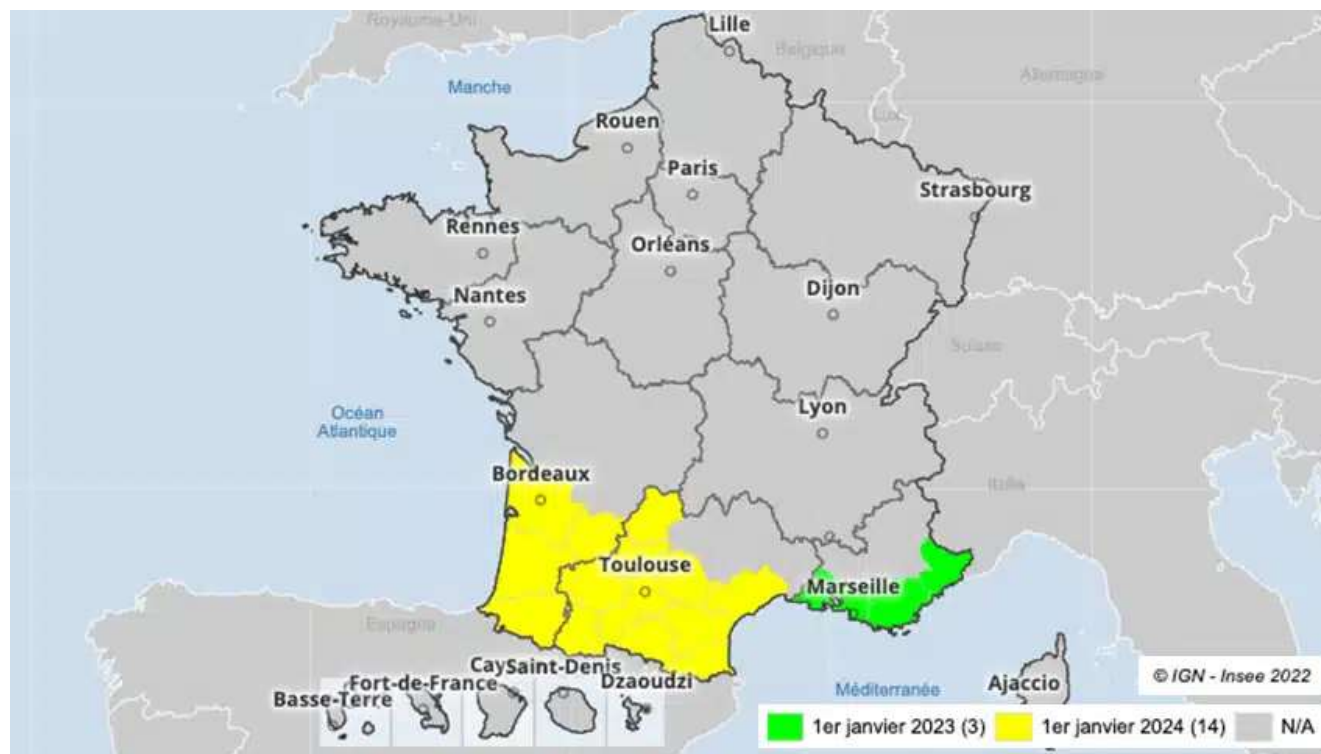 Royaume-Uni
Lille
Belgique
Allemagne
Manche
Lux
Rouen
Paris
Strasbourg
Rennes
Orléans
Nantes
Dijon
Suisse
Lyon
Océan
Atlantique
Bordeaux
Italie
Toulouse
Marseille
Espagne
CaySaint-Denis
Fort-de-France
Dzaoudzi
Basse-Terre
Méditerranée
Ajaccio
© IGN - Insee 2022
1er janvier 2023 (3) 1er janvier 2024 (14) N/A